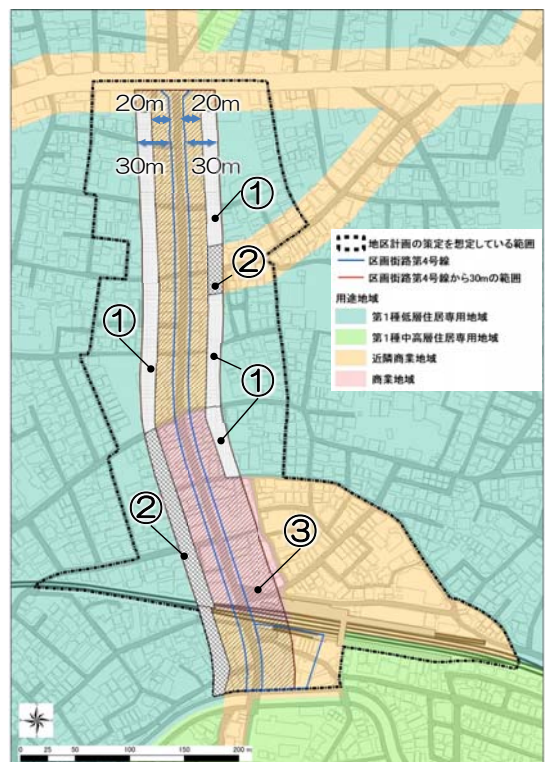 20m 20m
30m 30m
①
②
①
①
②
③
地区計画の策定を想定している範囲
区画街路第4号線
区画街路第4号線から30mの範囲
用途地域
第1種低層住居専用地域
第1種中高層住居専用地域
近隣商業地域
商業地域
0 25 50 100 150 200 m